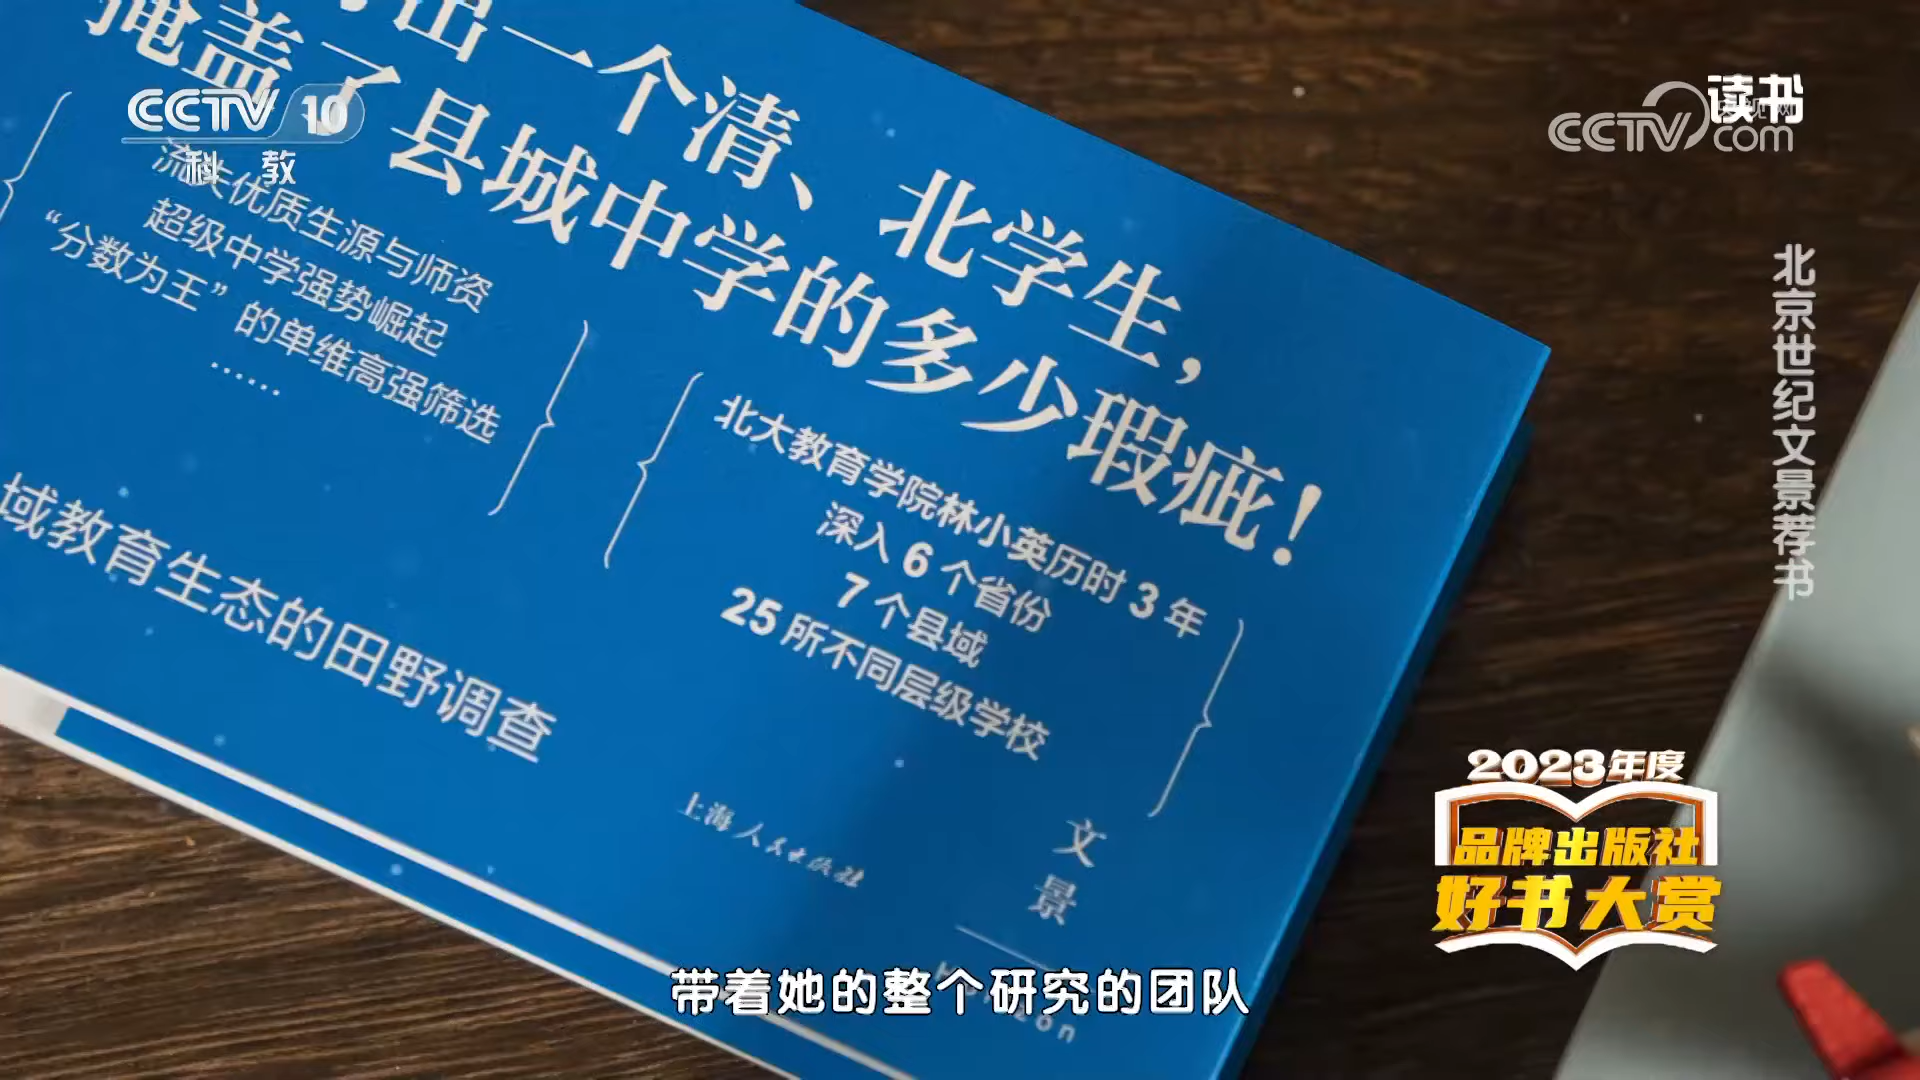 出一个清、北学生，
掩盖了县城中学的多少瑕疵！
流失优质生源与师资
超级中学强势崛起
“分数为王”的单维高强筛选
……
北大教育学院林小英历时 3 年
深入 6 个省份
7 个县域
25 所不同层级学校
域教育生态的田野调查
上海人民出版社
文
景
CCTV 10
科 教
读书
CCTV.com
北京世纪文景荐书
2023年度
品牌出版社
好书大赏
带着她的整个研究的团队